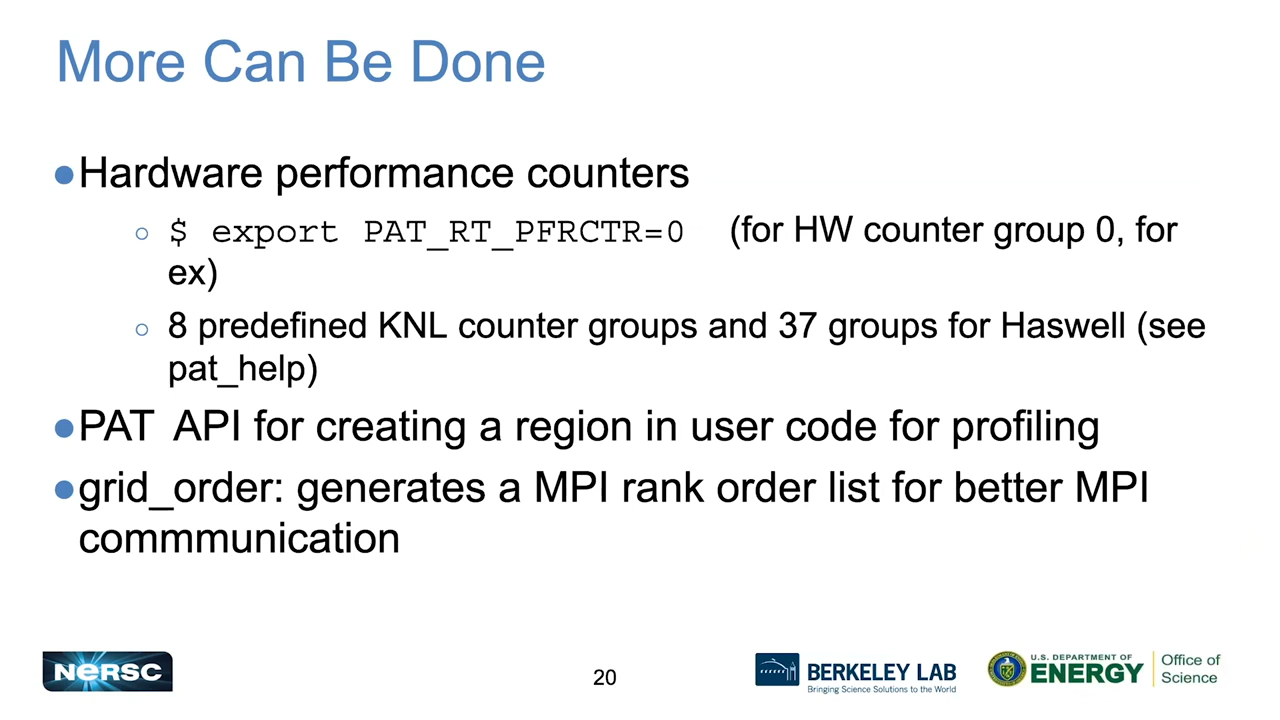 More Can Be Done
●Hardware performance counters
○ $ export PAT_RT_PFRCTR=0 (for HW counter group 0, for
ex)
○ 8 predefined KNL counter groups and 37 groups for Haswell (see
pat_help)
●PAT API for creating a region in user code for profiling
●grid_order: generates a MPI rank order list for better MPI
commmunication
NERSC
20
BERKELEY LAB
Bringing Science Solutions to the World
U.S. DEPARTMENT OF
ENERGY
Office of
Science